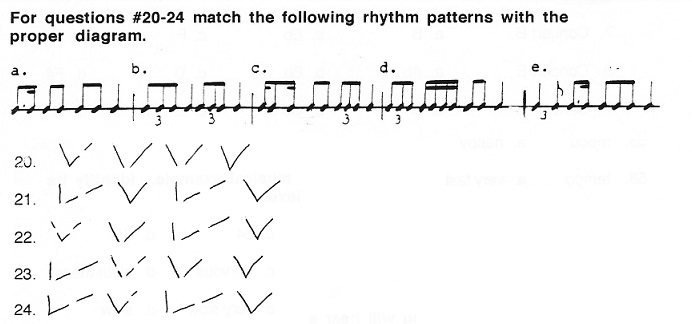 For questions #20-24 match the following rhythm patterns with the
proper diagram.
a. b. c. d. e.
3 3 3 3 3
20.
21.
22.
23.
24.